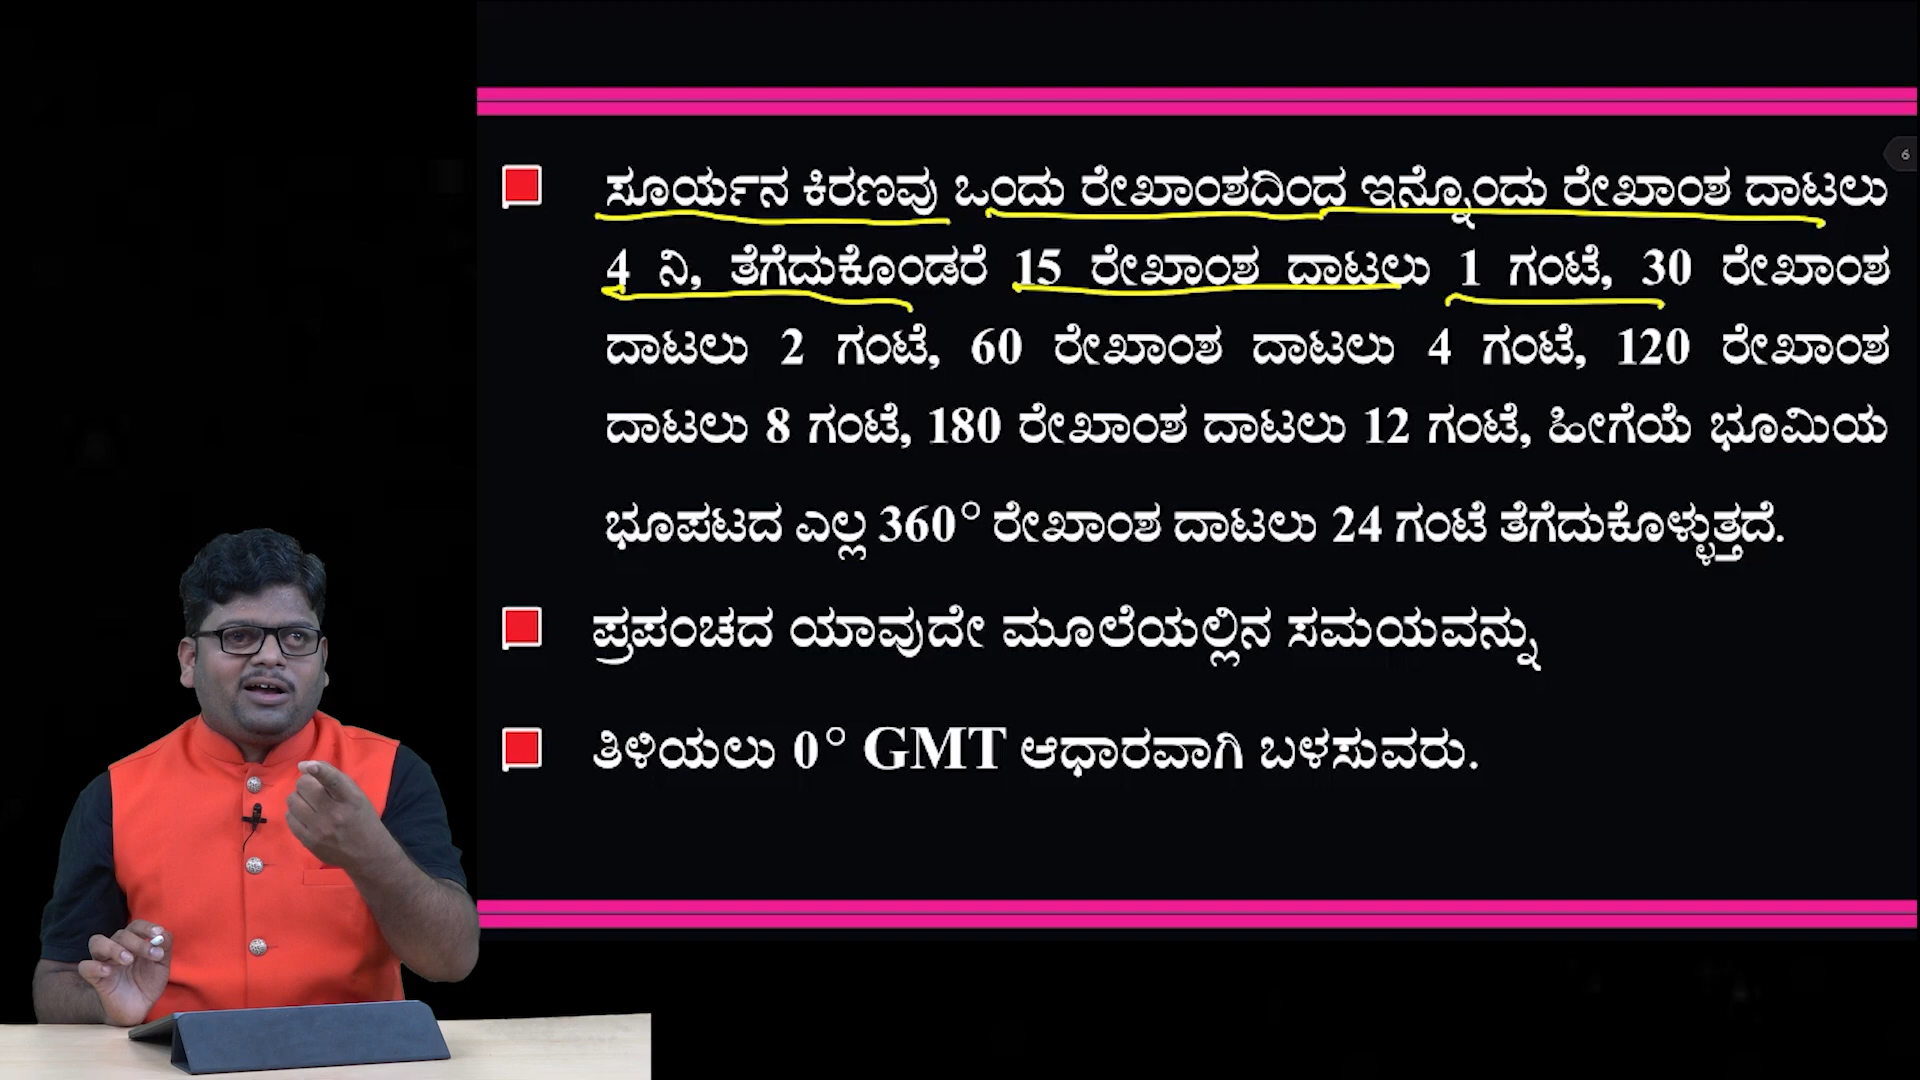 ಸೂರ್ಯನ ಕಿರಣವು ಒಂದು ರೇಖಾಂಶದಿಂದ ಇನ್ನೊಂದು ರೇಖಾಂಶ ದಾಟಲು
4 ನಿ, ತೆಗೆದುಕೊಂಡರೆ 15 ರೇಖಾಂಶ ದಾಟಲು 1 ಗಂಟೆ, 30 ರೇಖಾಂಶ
ದಾಟಲು 2 ಗಂಟೆ, 60 ರೇಖಾಂಶ ದಾಟಲು 4 ಗಂಟೆ, 120 ರೇಖಾಂಶ
ದಾಟಲು 8 ಗಂಟೆ, 180 ರೇಖಾಂಶ ದಾಟಲು 12 ಗಂಟೆ, ಹೀಗೆಯೆ ಭೂಮಿಯ
ಭೂಪಟದ ಎಲ್ಲ 360° ರೇಖಾಂಶ ದಾಟಲು 24 ಗಂಟೆ ತೆಗೆದುಕೊಳ್ಳುತ್ತದೆ.
ಪ್ರಪಂಚದ ಯಾವುದೇ ಮೂಲೆಯಲ್ಲಿನ ಸಮಯವನ್ನು
ತಿಳಿಯಲು 0° GMT ಆಧಾರವಾಗಿ ಬಳಸುವರು.
6